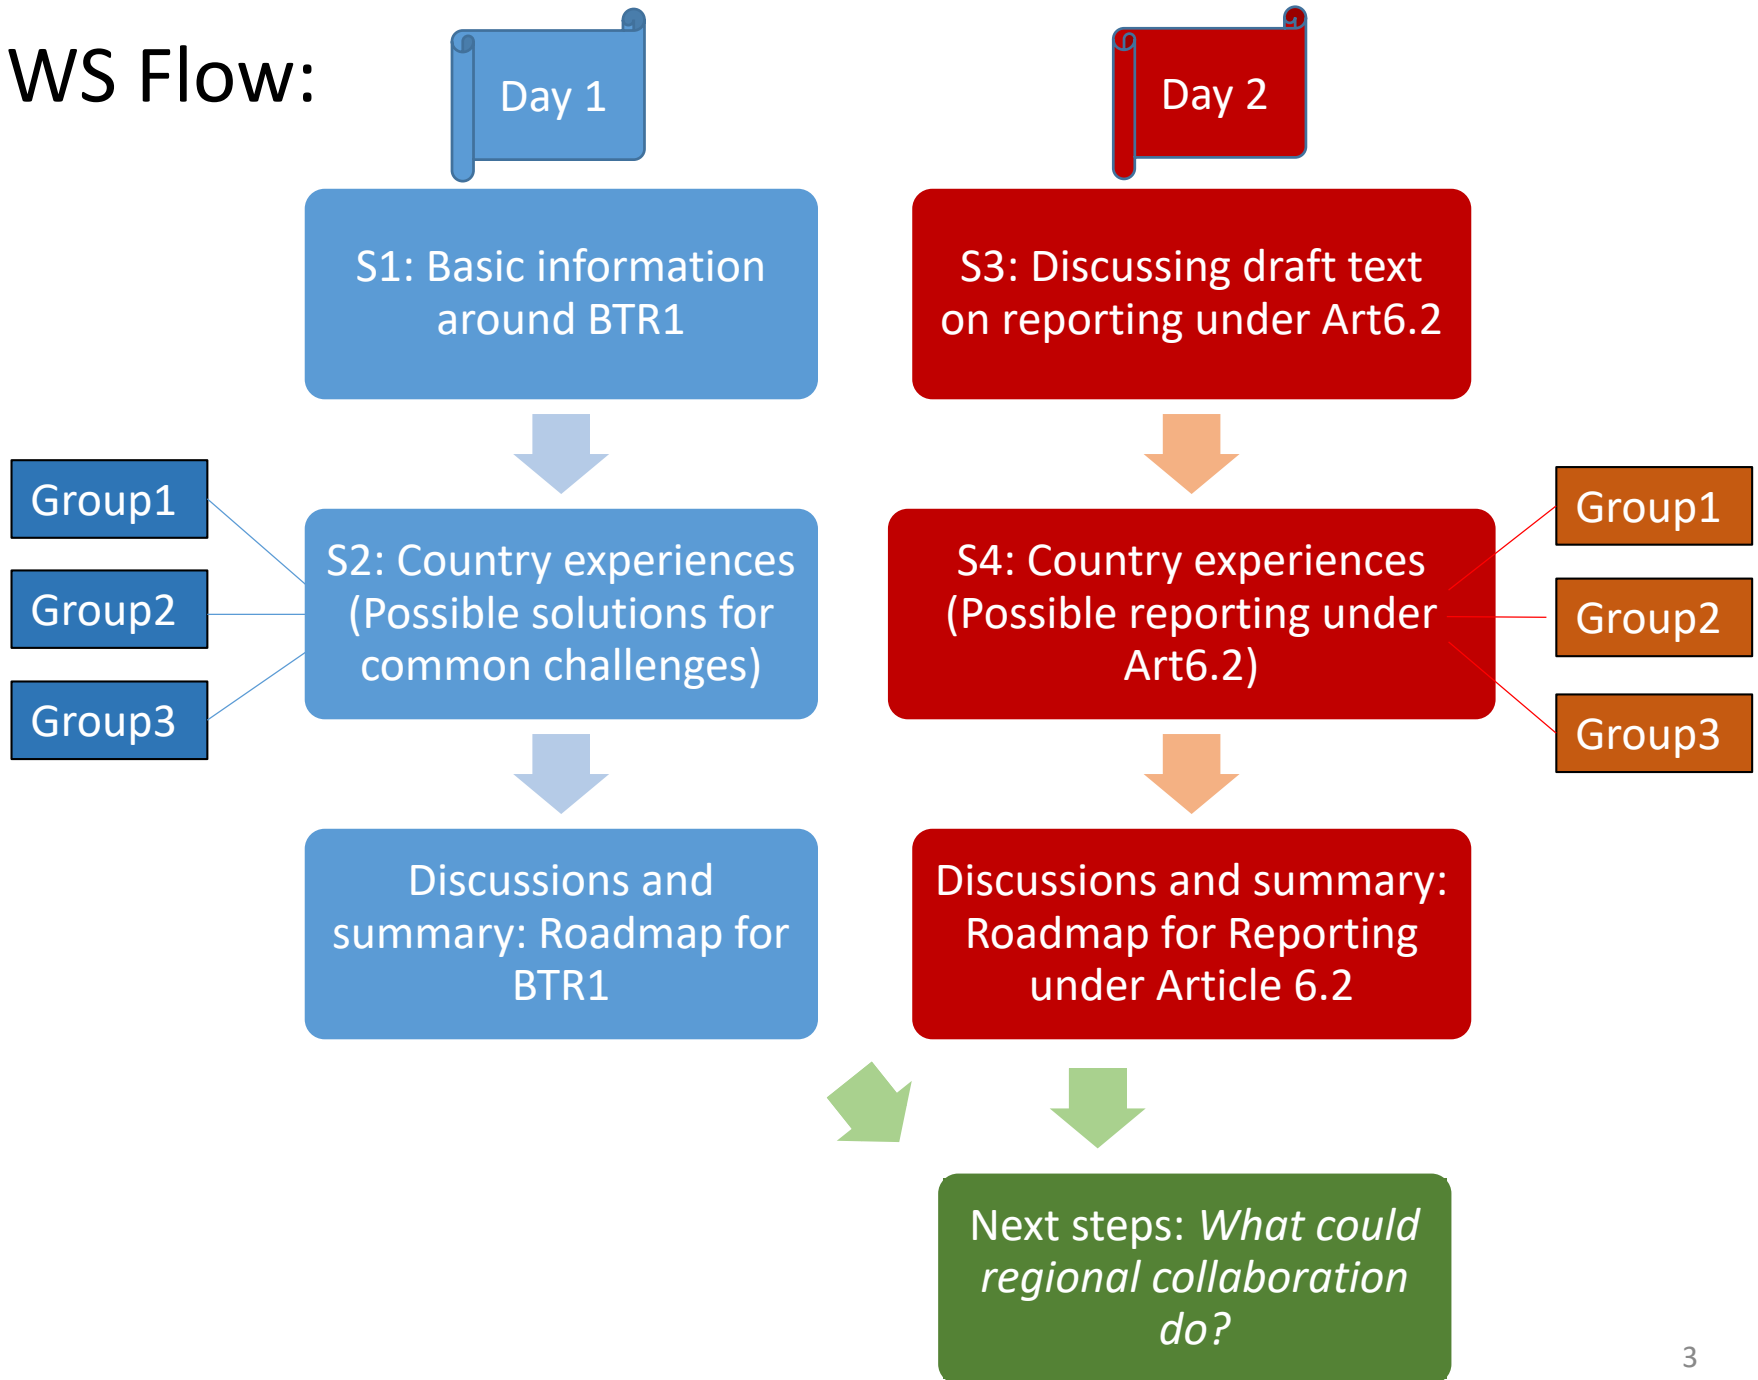 WS Flow:
Day 1
S1: Basic information
around BTR1
Group1
Group2
Group3
S2: Country experiences
(Possible solutions for
common challenges)
Discussions and
summary: Roadmap for
BTR1
Day 2
S3: Discussing draft text
on reporting under Art6.2
S4: Country experiences
(Possible reporting under
Art6.2)
Group1
Group2
Group3
Discussions and summary:
Roadmap for Reporting
under Article 6.2
Next steps: What could
regional collaboration
do?
3